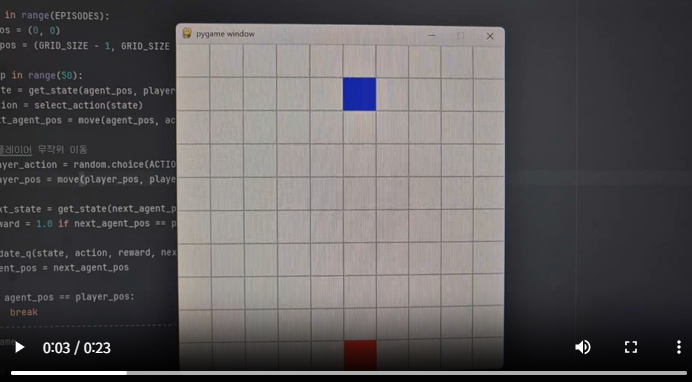 in range(EPISODES):
os = (0, 0)
pos = (GRID_SIZE - 1, GRID_SIZE
p in range(50):
te = get_state(agent_pos, player
ion = select_action(state)
xt_agent_pos = move(agent_pos, ac
플레이어 무작위 이동
ayer_action = random.choice(ACTIO
ayer_pos = move(player_pos, playe
xt_state = get_state(next_agent_p
ward = 1.0 if next_agent_pos == p
date_q(state, action, reward, nex
ent_pos = next_agent_pos
agent_pos == player_pos:
break
pygame window
0:03 / 0:23